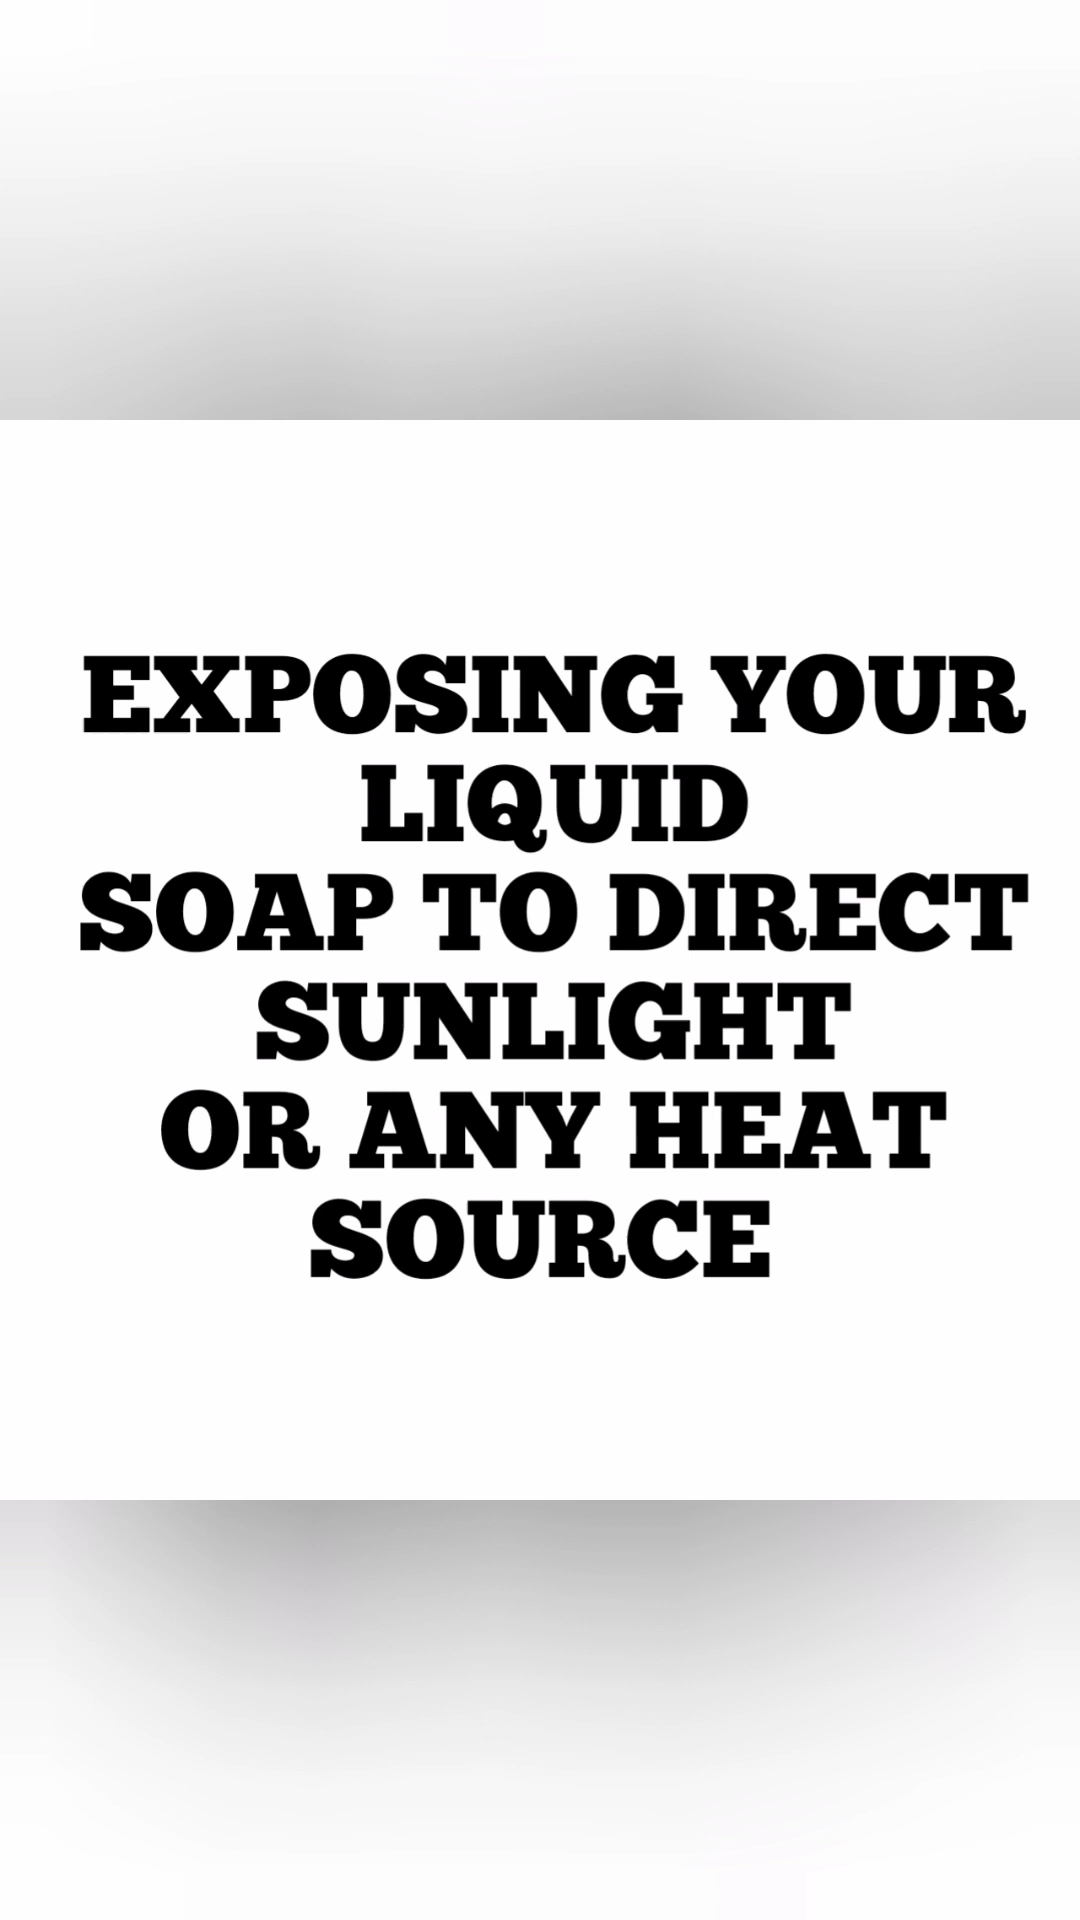 EXPOSING YOUR
LIQUID
SOAP TO DIRECT
SUNLIGHT
OR ANY HEAT
SOURCE